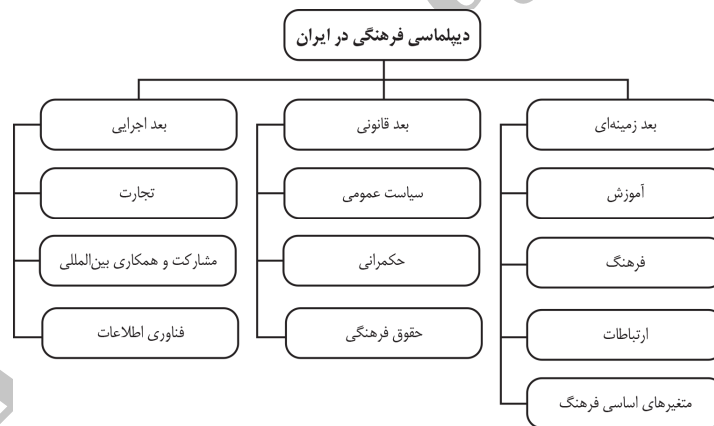 دیپلماسی فرهنگی در ایران
بعد زمینه‌ای
آموزش
فرهنگ
ارتباطات
متغیرهای اساسی فرهنگ
بعد قانونی
سیاست عمومی
حکمرانی
حقوق فرهنگی
بعد اجرایی
تجارت
مشارکت و همکاری بین‌المللی
فناوری اطلاعات